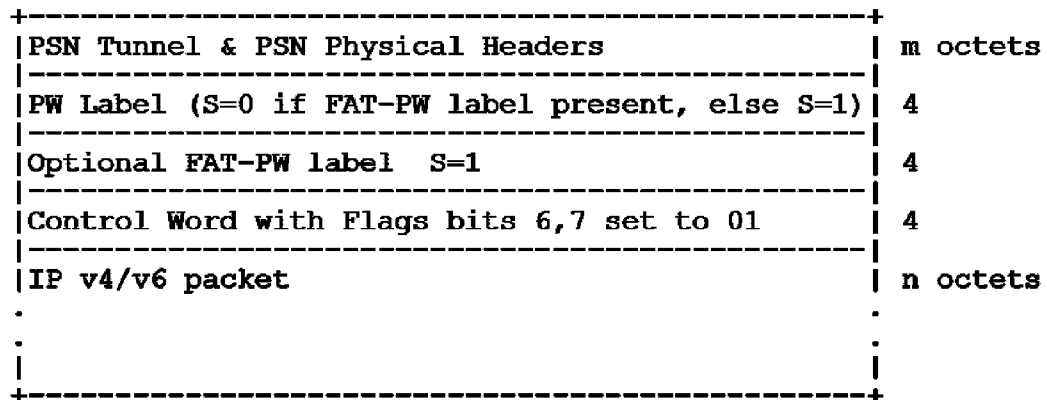 +------------------------------------------------+
|PSN Tunnel & PSN Physical Headers | m octets
|------------------------------------------------|
|PW Label (S=0 if FAT-PW label present, else S=1)| 4
|------------------------------------------------|
|Optional FAT-PW label S=1 | 4
|------------------------------------------------|
|Control Word with Flags bits 6,7 set to 01 | 4
|------------------------------------------------|
|IP v4/v6 packet | n octets
. .
. .
| |
+------------------------------------------------+